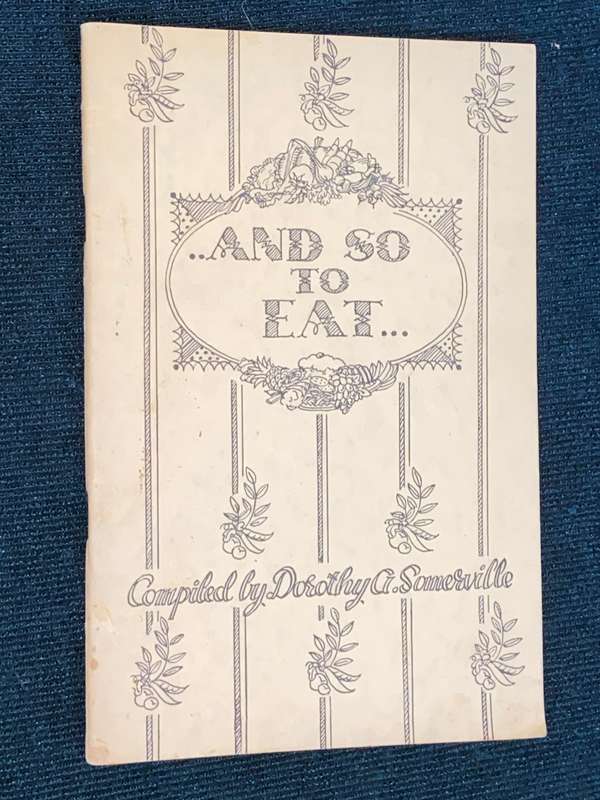 ..AND SO
TO
EAT...
Compiled by Dorothy G. Somerville